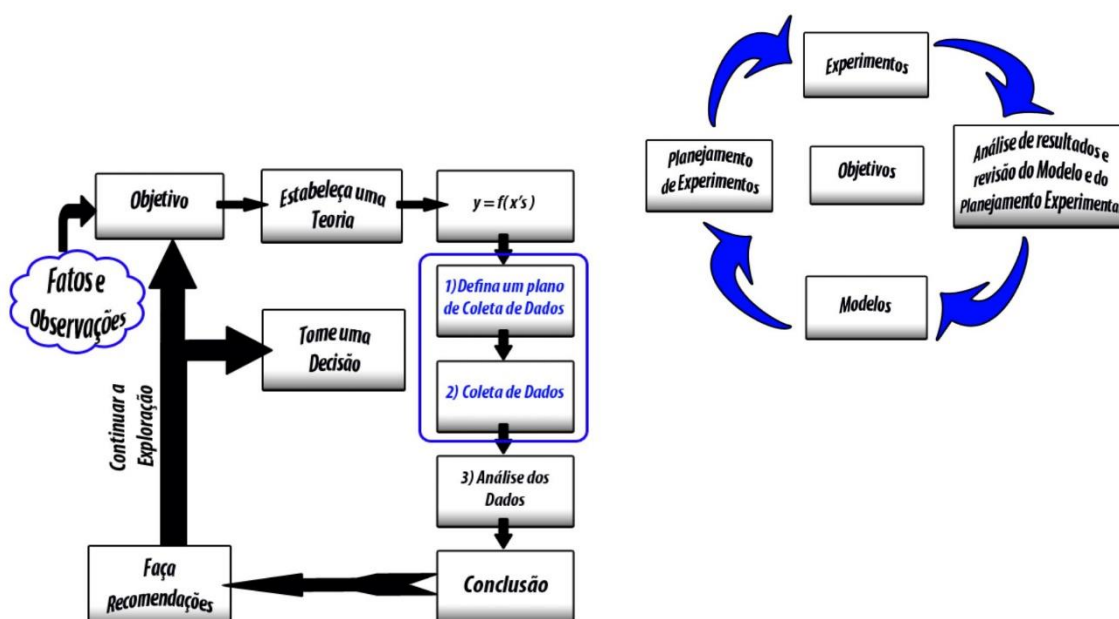 Fatos e
Observações
Objetivo
Estabeleça uma
Teoria
y = f( x's )
1)Defina um plano
de Coleta de Dados
2) Coleta de Dados
3) Análise dos
Dados
Conclusão
Faça
Recomendações
Continuar a
Exploração
Tome uma
Decisão
Experimentos
Análise de resultados e
revisão do Modelo e do
Planejamento Experimenta
Modelos
Planejamento
de Experimentos
Objetivos